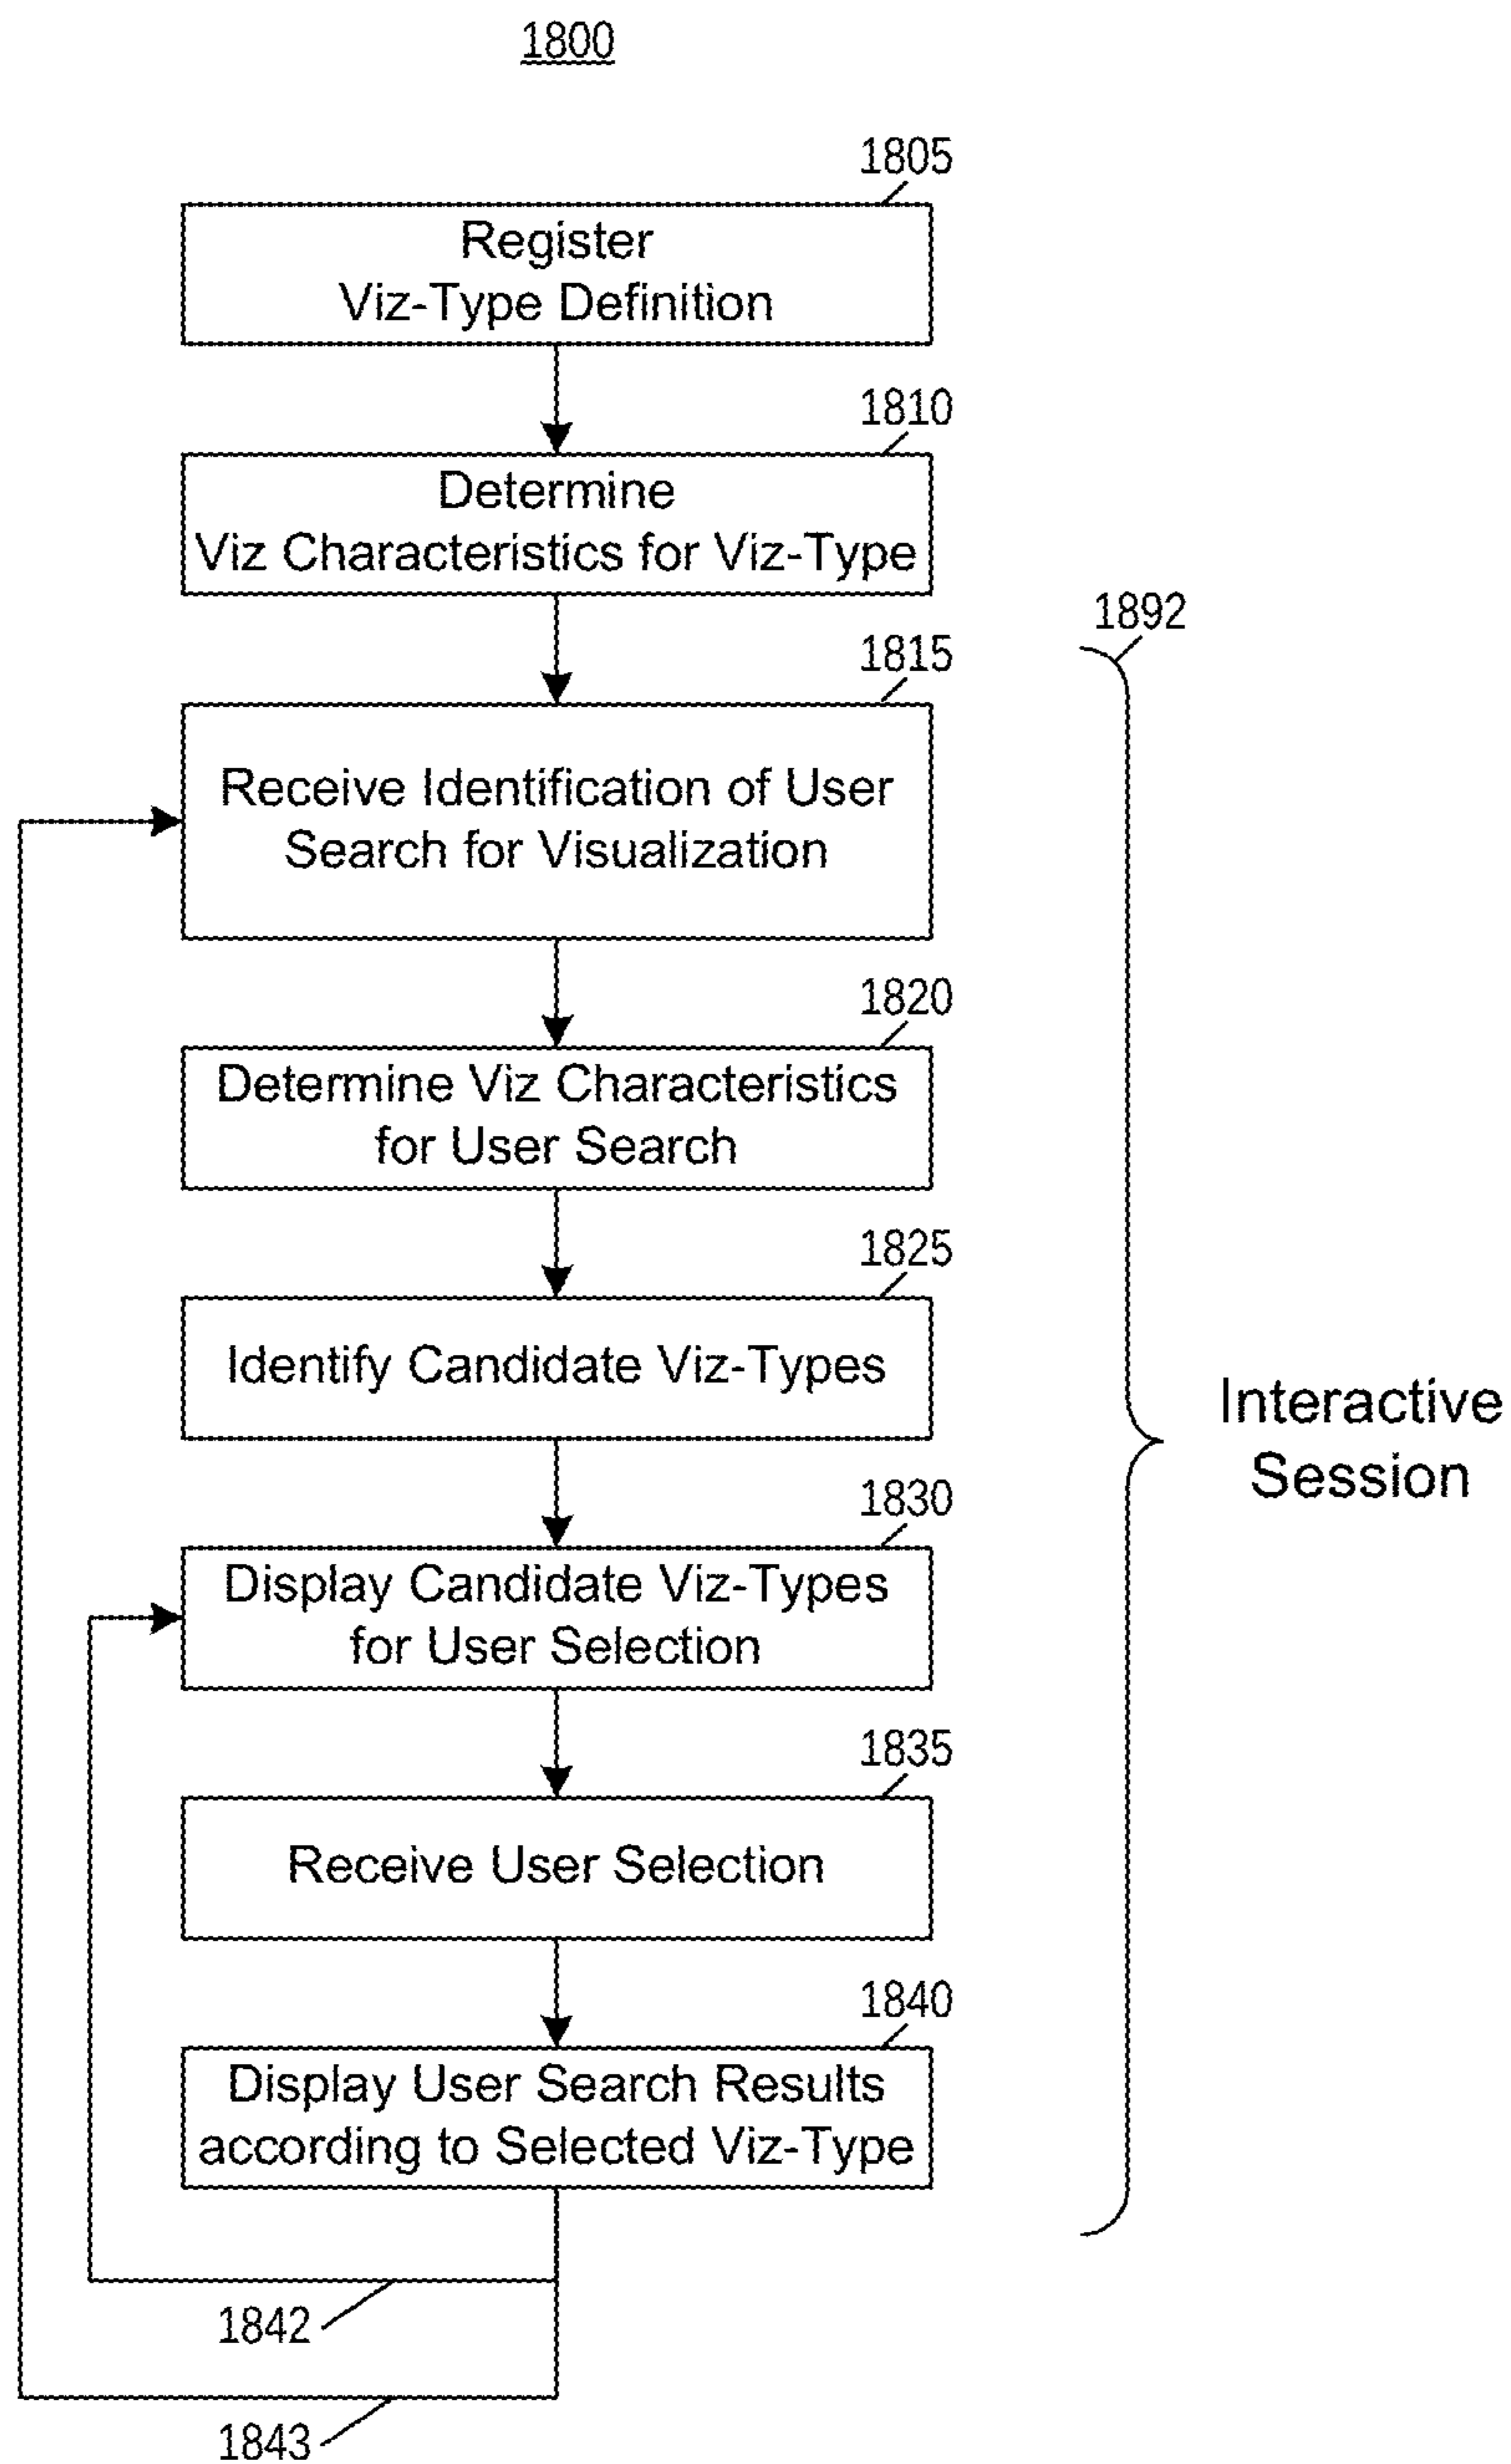 1800
1805
Register
Viz-Type Definition
1810
Determine
Viz Characteristics for Viz-Type
1892
1815
Receive Identification of User
Search for Visualization
1820
Determine Viz Characteristics
for User Search
1825
Identify Candidate Viz-Types
Interactive
Session
1830
Display Candidate Viz-Types
for User Selection
1835
Receive User Selection
1840
Display User Search Results
according to Selected Viz-Type
1842
1843